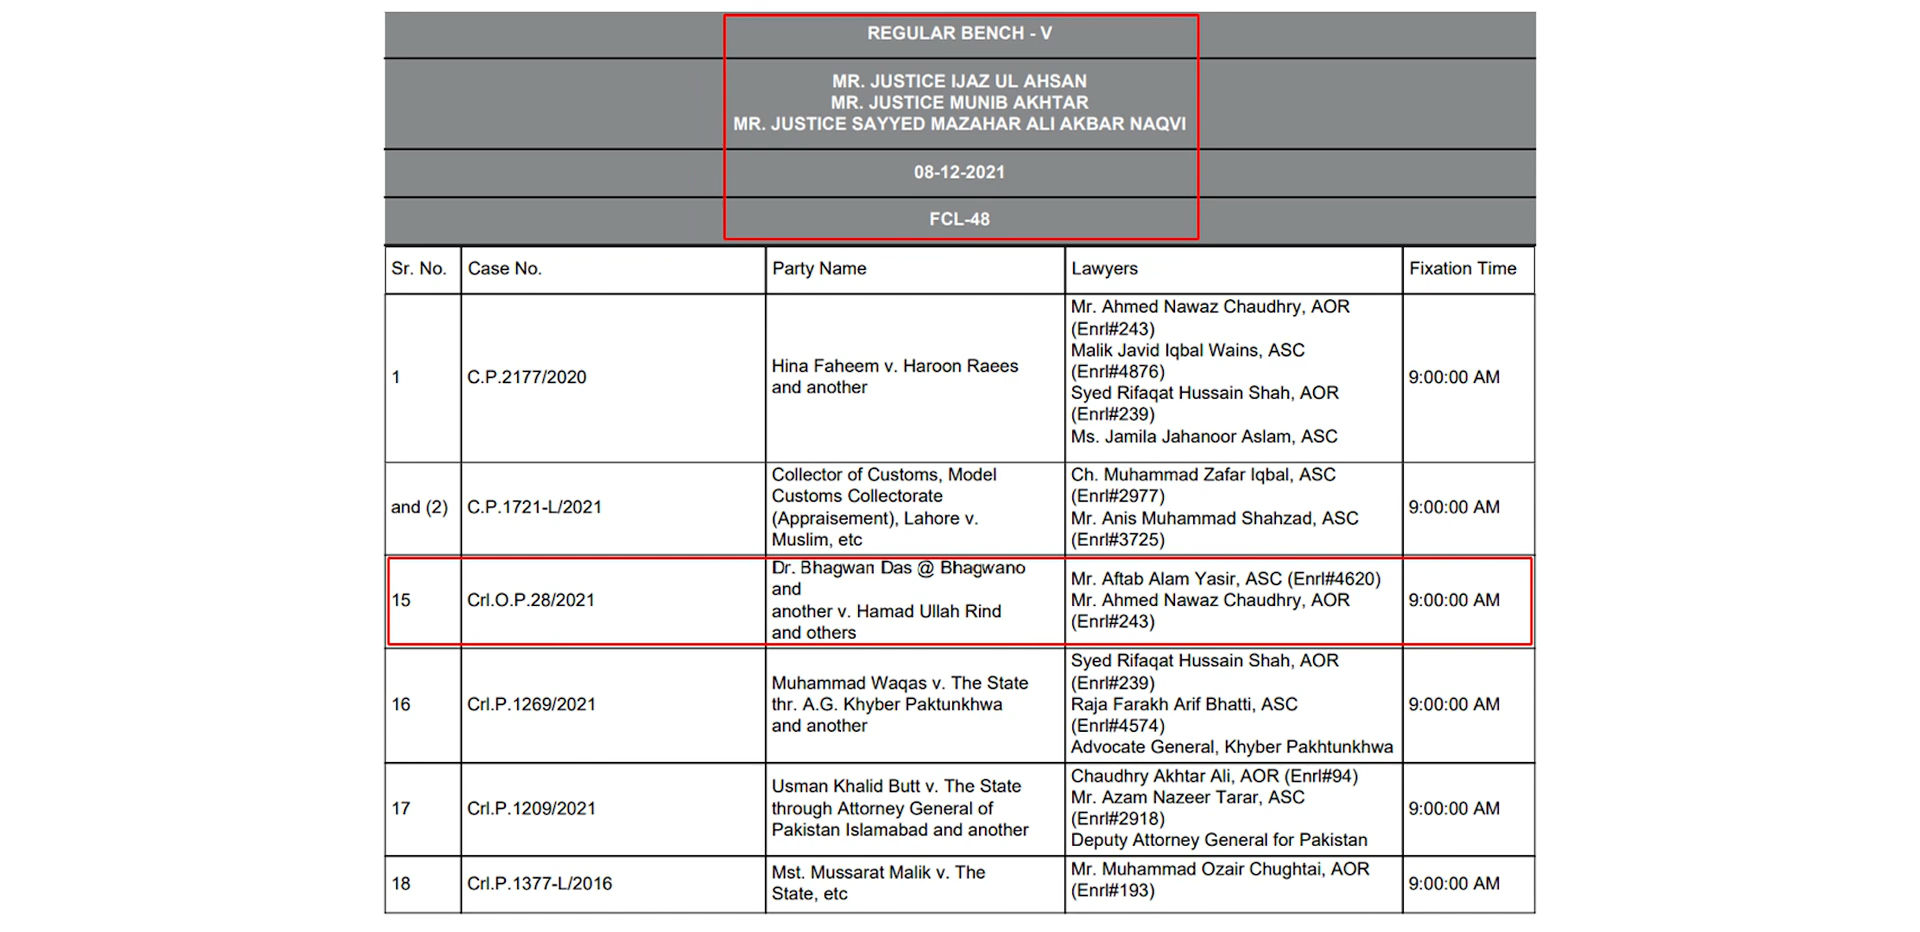 REGULAR BENCH - V
MR. JUSTICE IJAZ UL AHSAN
MR. JUSTICE MUNIB AKHTAR
MR. JUSTICE SAYYED MAZAHAR ALI AKBAR NAQVI
08-12-2021
FCL-48
Sr. No. Case No. Party Name Lawyers Fixation Time
1
C.P.2177/2020
Hina Faheem v. Haroon Raees
and another
Mr. Ahmed Nawaz Chaudhry, AOR
(Enrl#243)
Malik Javid Iqbal Wains, ASC
(Enrl#4876)
Syed Rifaqat Hussain Shah, AOR
(Enrl#239)
Ms. Jamila Jahanoor Aslam, ASC
9:00:00 AM
and (2)
C.P.1721-L/2021
Collector of Customs, Model
Customs Collectorate
(Appraisement), Lahore v.
Muslim, etc
Ch. Muhammad Zafar Iqbal, ASC
(Enrl#2977)
Mr. Anis Muhammad Shahzad, ASC
(Enrl#3725)
9:00:00 AM
15
Crl.O.P.28/2021
Dr. Bhagwan Das @ Bhagwano
and
another v. Hamad Ullah Rind
and others
Mr. Aftab Alam Yasir, ASC (Enrl#4620)
Mr. Ahmed Nawaz Chaudhry, AOR
(Enrl#243)
9:00:00 AM
16
Crl.P.1269/2021
Muhammad Waqas v. The State
thr. A.G. Khyber Paktunkhwa
and another
Syed Rifaqat Hussain Shah, AOR
(Enrl#239)
Raja Farakh Arif Bhatti, ASC
(Enrl#4574)
Advocate General, Khyber Pakhtunkhwa
9:00:00 AM
17
Crl.P.1209/2021
Usman Khalid Butt v. The State
through Attorney General of
Pakistan Islamabad and another
Chaudhry Akhtar Ali, AOR (Enrl#94)
Mr. Azam Nazeer Tarar, ASC
(Enrl#2918)
Deputy Attorney General for Pakistan
9:00:00 AM
18
Crl.P.1377-L/2016
Mst. Mussarat Malik v. The
State, etc
Mr. Muhammad Ozair Chughtai, AOR
(Enrl#193)
9:00:00 AM